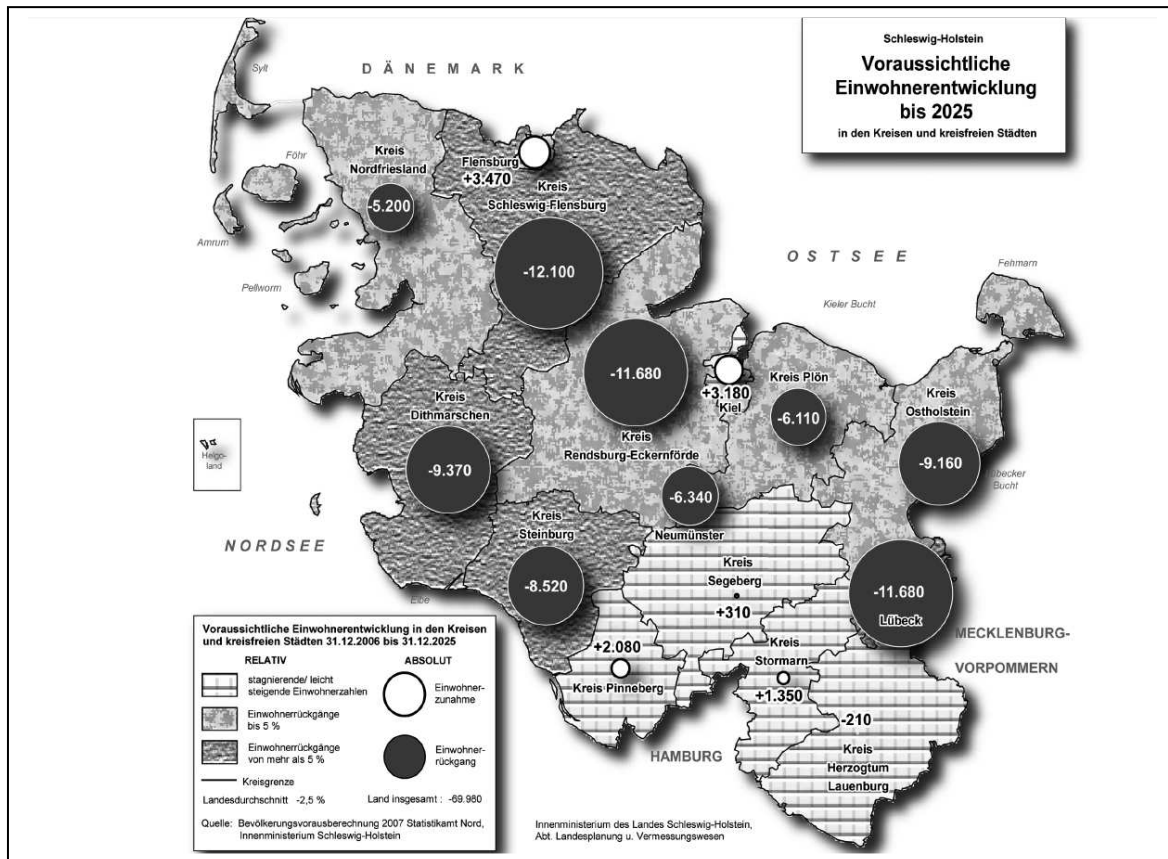 Schleswig-Holstein
Voraussichtliche
Einwohnerentwicklung
bis 2025
in den Kreisen und kreisfreien Städten
DÄNEMARK
Sylt
Föhr
Amrum
Pellworm
Kreis
Nordfriesland
-5.200
Flensburg
+3.470
Kreis
Schleswig-Flensburg
-12.100
OSTSEE
Kieler Bucht
Fehmarn
-11.680
Kreis
Rendsburg-Eckernförde
+3.180
Kiel
Kreis Plön
-6.110
Kreis
Ostholstein
-9.160
Kreis
Dithmarschen
-9.370
Helgo-
land
NORDSEE
-6.340
Neumünster
Kreis
Steinburg
-8.520
Elbe
Kreis
Segeberg
+310
-11.680
Lübeck
MECKLENBURG-
VORPOMMERN
+2.080
Kreis Pinneberg
Kreis
Stormarn
+1.350
-210
Kreis
Herzogtum
Lauenburg
HAMBURG
Bucht
Voraussichtliche Einwohnerentwicklung in den Kreisen
und kreisfreien Städten 31.12.2006 bis 31.12.2025
RELATIV
stagnierende/ leicht
steigende Einwohnerzahlen
Einwohnerrückgänge
bis 5 %
Einwohnerrückgänge
von mehr als 5 %
Kreisgrenze
Landesdurchschnitt -2,5 %
ABSOLUT
Einwohner-
zunahme
Einwohner-
rückgang
Land insgesamt : -69.980
Quelle: Bevölkerungsvorausberechnung 2007 Statistikamt Nord,
Innenministerium Schleswig-Holstein
Innenministerium des Landes Schleswig-Holstein,
Abt. Landesplanung u. Vermessungswesen